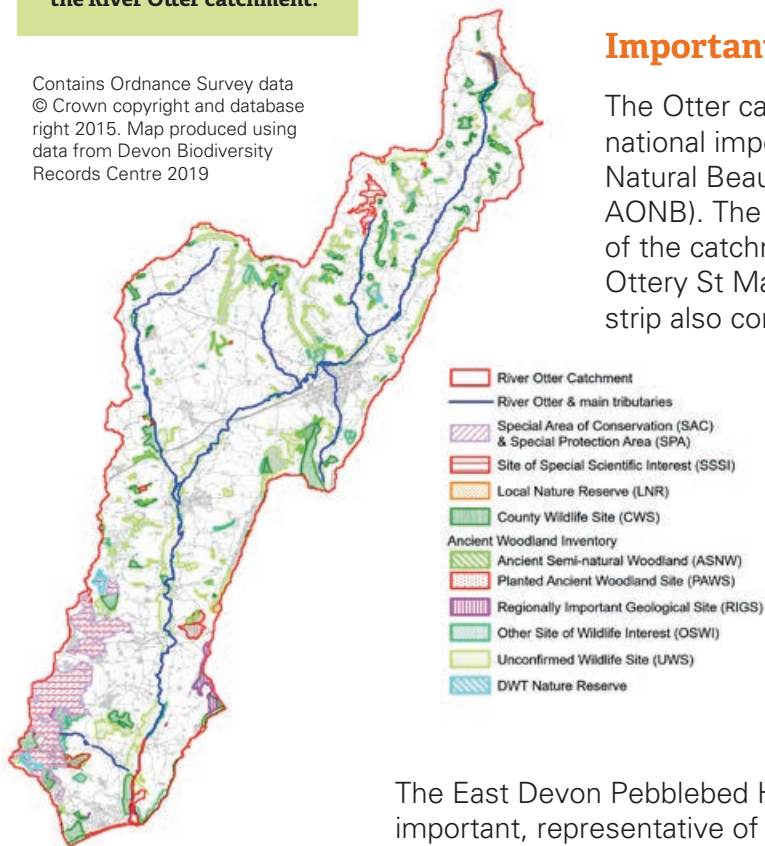 the River Otter catchment.
Contains Ordnance Survey data
© Crown copyright and database
right 2015. Map produced using
data from Devon Biodiversity
Records Centre 2019
Important
The Otter ca
national impo
Natural Beau
AONB). The
of the catchm
Ottery St Ma
strip also con
River Otter Catchment
River Otter & main tributaries
Special Area of Conservation (SAC)
& Special Protection Area (SPA)
Site of Special Scientific Interest (SSSI)
Local Nature Reserve (LNR)
County Wildlife Site (CWS)
Ancient Woodland Inventory
Ancient Semi-natural Woodland (ASNW)
Planted Ancient Woodland Site (PAWS)
Regionally Important Geological Site (RIGS)
Other Site of Wildlife Interest (OSWI)
Unconfirmed Wildlife Site (UWS)
DWT Nature Reserve
The East Devon Pebblebed H
important, representative of